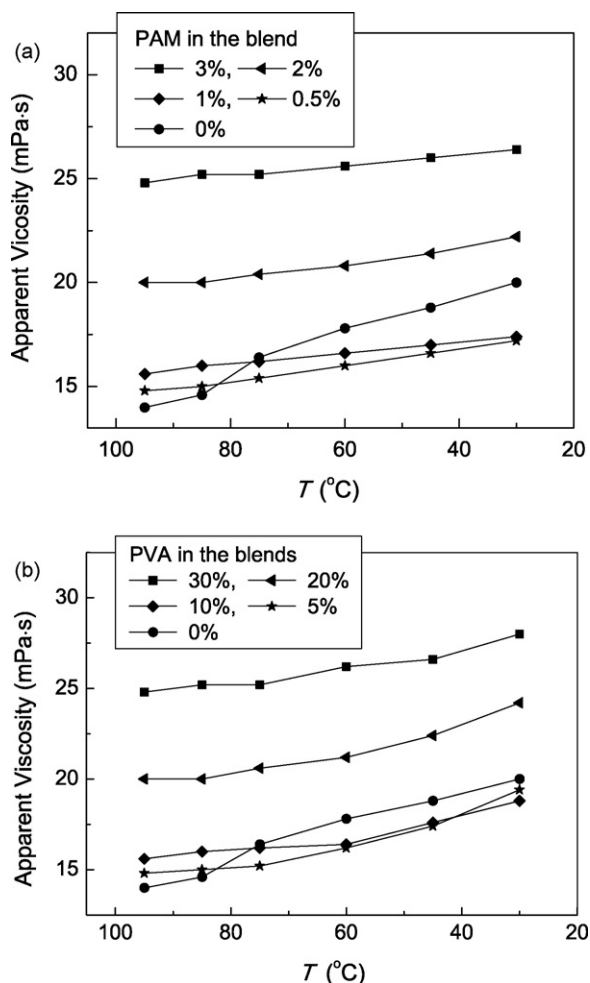 (a)
PAM in the blend
3%, 2%
1%, 0.5%
0%
Apparent Vicosity (mPa·s)
30
25
20
15
100 80 60 40 20
T (°C)
(b)
PVA in the blends
30%, 20%
10%, 5%
0%
Apparent Viscosity (mPa·s)
30
25
20
15
100 80 60 40 20
T (°C)